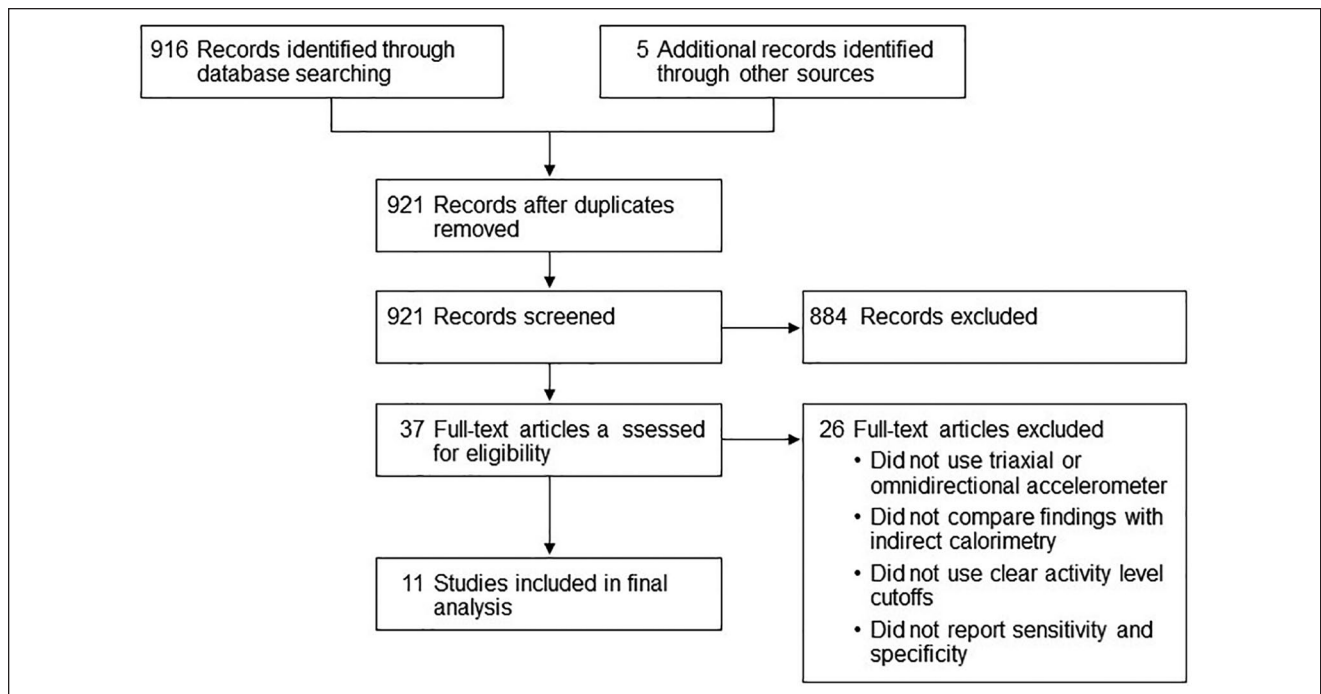 916 Records identified through
database searching
5 Additional records identified
through other sources
921 Records after duplicates
removed
921 Records screened
884 Records excluded
37 Full-text articles a ssessed
for eligibility
26 Full-text articles excluded
• Did not use triaxial or
omnidirectional accelerometer
• Did not compare findings with
indirect calorimetry
• Did not use clear activity level
cutoffs
• Did not report sensitivity and
specificity
11 Studies included in final
analysis